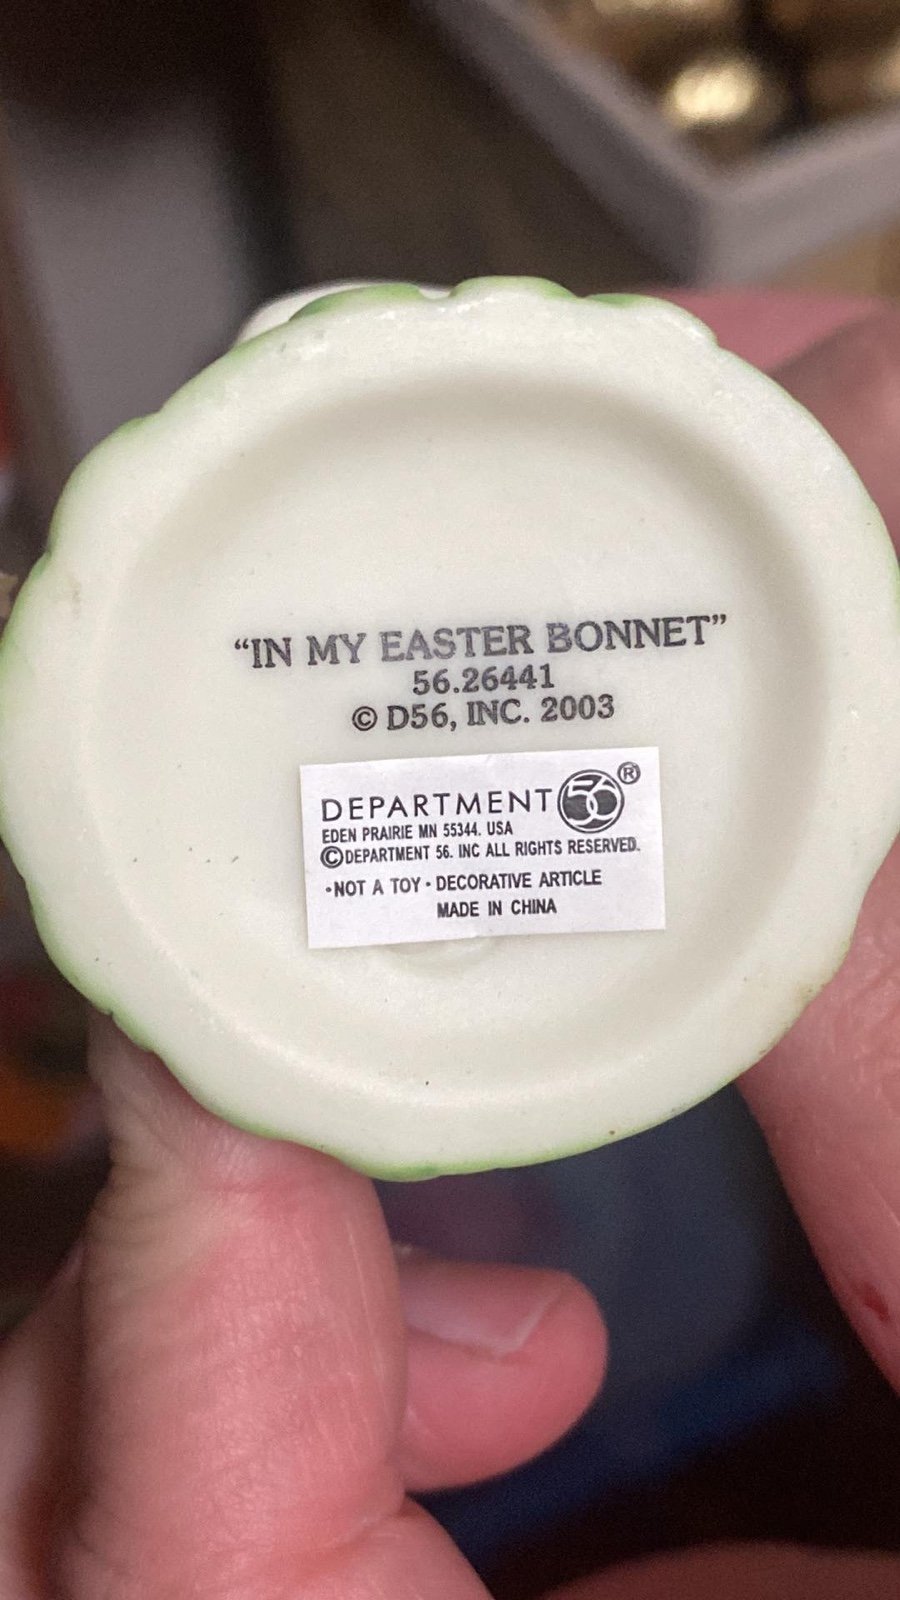 “IN MY EASTER BONNET”
56.26441
© D56, INC. 2003
DEPARTMENT 56®
EDEN PRAIRIE MN 55344. USA
©DEPARTMENT 56. INC ALL RIGHTS RESERVED.
•NOT A TOY • DECORATIVE ARTICLE
MADE IN CHINA